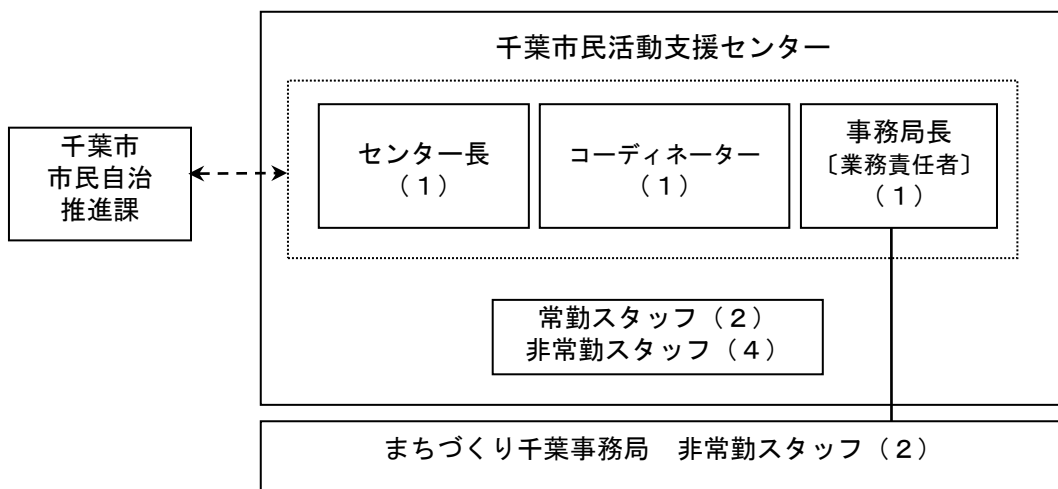 千葉市民活動支援センター
千葉市
市民自治
推進課
センター長
（１）
コーディネーター
（１）
事務局長
〔業務責任者〕
（１）
常勤スタッフ（２）
非常勤スタッフ（４）
まちづくり千葉事務局　非常勤スタッフ（２）